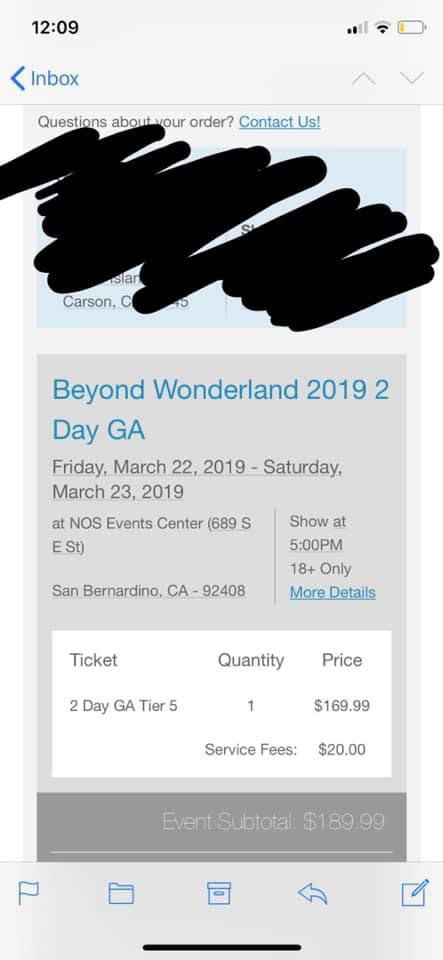 12:09
Inbox
Questions about your order? Contact Us!
Carson,
Beyond Wonderland 2019 2
Day GA
Friday, March 22, 2019 - Saturday,
March 23, 2019
at NOS Events Center (689 S
E St)
San Bernardino, CA - 92408
Show at
5:00PM
18+ Only
More Details
Ticket Quantity Price
2 Day GA Tier 5 1 $169.99
Service Fees: $20.00
Event Subtotal: $189.99